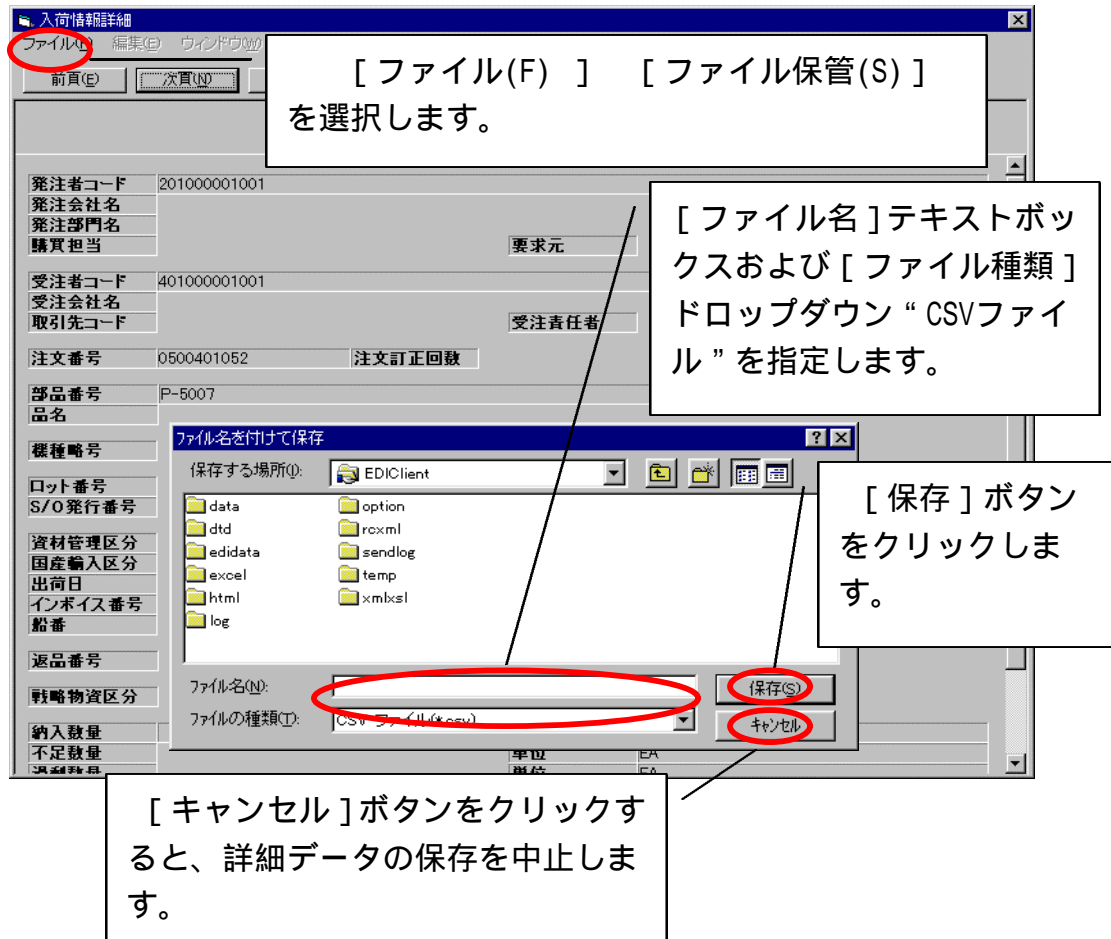 入荷情報詳細
ファイル(F) 編集(E) ウィンドウ(W)
前頁(E) 次頁(N)
[ファイル(F) ] [ファイル保管(S)]
を選択します。
発注者コード 201000001001
発注会社名
発注部門名
購買担当 要求元
[ファイル名]テキストボッ
クスおよび[ファイル種類]
ドロップダウン“CSVファイ
ル”を指定します。
受注者コード 401000001001
受注会社名
取引先コード 受注責任者
注文番号 0500401052 注文訂正回数
部品番号 P-5007
品名
機種略号
ロット番号
S/O発行番号
資材管理区分
国産輸入区分
出荷日
インボイス番号
船番
返品番号
戦略物資区分
納入数量
不足数量 単位 EA
過剰数量 単位 EA
ファイル名を付けて保存
保存する場所(I): EDIClient
data option
dtd rcxml
edidata sendlog
excel temp
html xmlxsl
log
ファイル名(N): 保存(S)
ファイルの種類(T): CSV ファイル(*.csv) キャンセル
[保存]ボタン
をクリックしま
す。
[キャンセル]ボタンをクリックす
ると、詳細データの保存を中止しま
す。